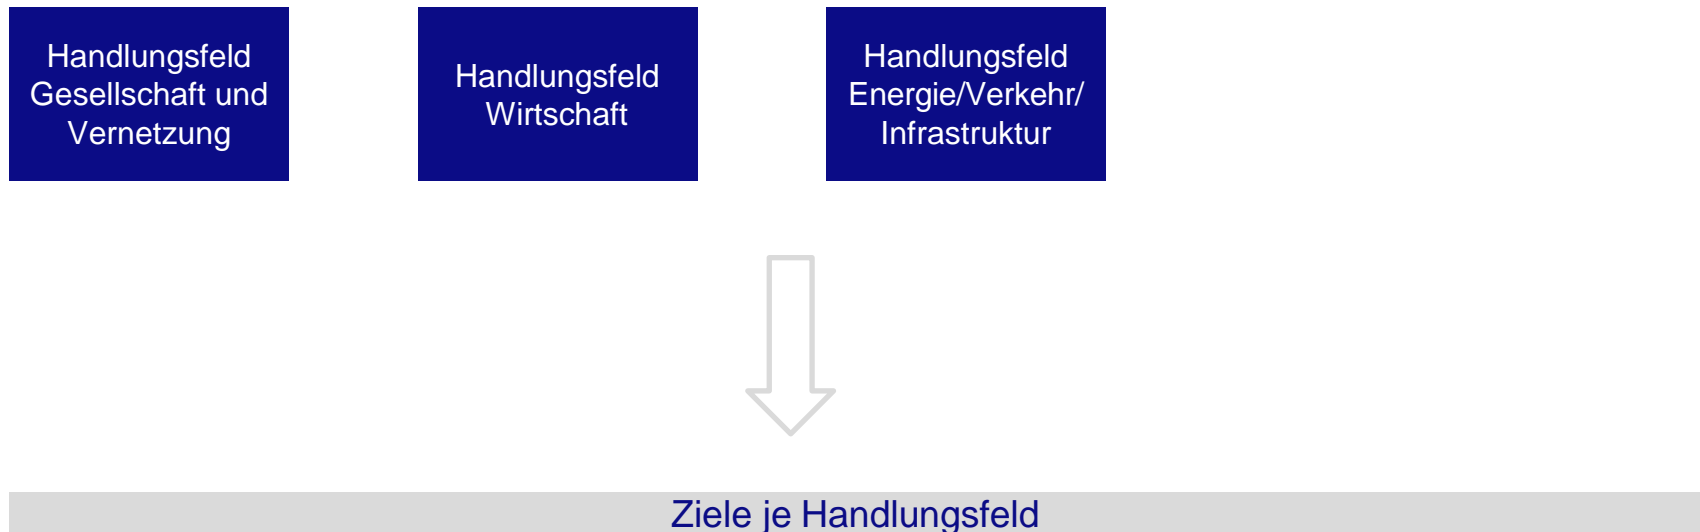 Handlungsfeld
Gesellschaft und
Vernetzung
Handlungsfeld
Wirtschaft
Handlungsfeld
Energie/Verkehr/
Infrastruktur
Ziele je Handlungsfeld